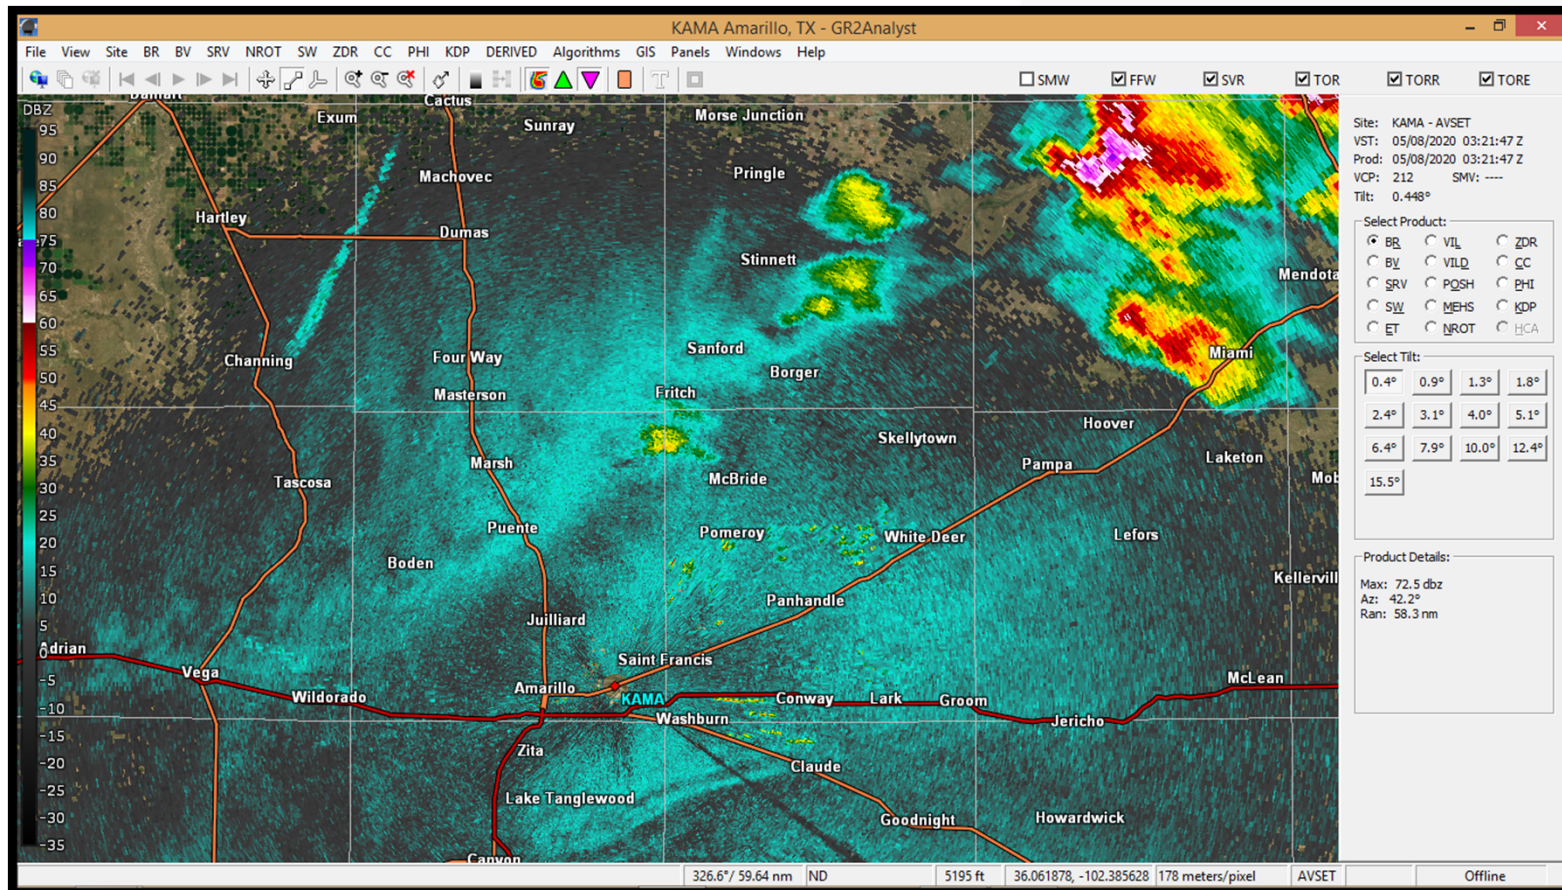 KAMA Amarillo, TX - GR2Analyst
File View Site BR BV SRV NROT SW ZDR CC PHI KDP DERIVED Algorithms GIS Panels Windows Help
SMW FFW SVR TOR TORR TORE
DBZ
95
90
85
80
75
70
65
60
55
50
45
40
35
30
25
20
15
10
5
0
-5
-10
-15
-20
-25
-30
-35
Dalhart
Cactus
Exum
Sunray
Morse Junction
Machovec
Pringle
Hartley
Dumas
Stinnett
Mendota
Channing
Four Way
Sanford
Miami
Borger
Masterson
Fritch
Hoover
Skellytown
Laketon
Marsh
Pampa
Tascosa
McBride
Mob
Puente
Pomeroy
White Deer
Lefors
Boden
Kellervill
Panhandle
Juilliard
Adrian
Saint Francis
Vega
McLean
Amarillo
Wildorado
KAMA
Conway
Lark
Groom
Washburn
Jericho
Zita
Claude
Lake Tanglewood
Goodnight
Howardwick
Canyon
Site: KAMA - AVSET
VST: 05/08/2020 03:21:47 Z
Prod: 05/08/2020 03:21:47 Z
VCP: 212 SMV: ----
Tilt: 0.448°
Select Product:
BR VIL ZDR
BV VILD CC
SRV POSH PHI
SW MEHS KDP
ET NROT HCA
Select Tilt:
0.4° 0.9° 1.3° 1.8°
2.4° 3.1° 4.0° 5.1°
6.4° 7.9° 10.0° 12.4°
15.5°
Product Details:
Max: 72.5 dbz
Az: 42.2°
Ran: 58.3 nm
326.6°/ 59.64 nm ND 5195 ft 36.061878, -102.385628 178 meters/pixel AVSET Offline